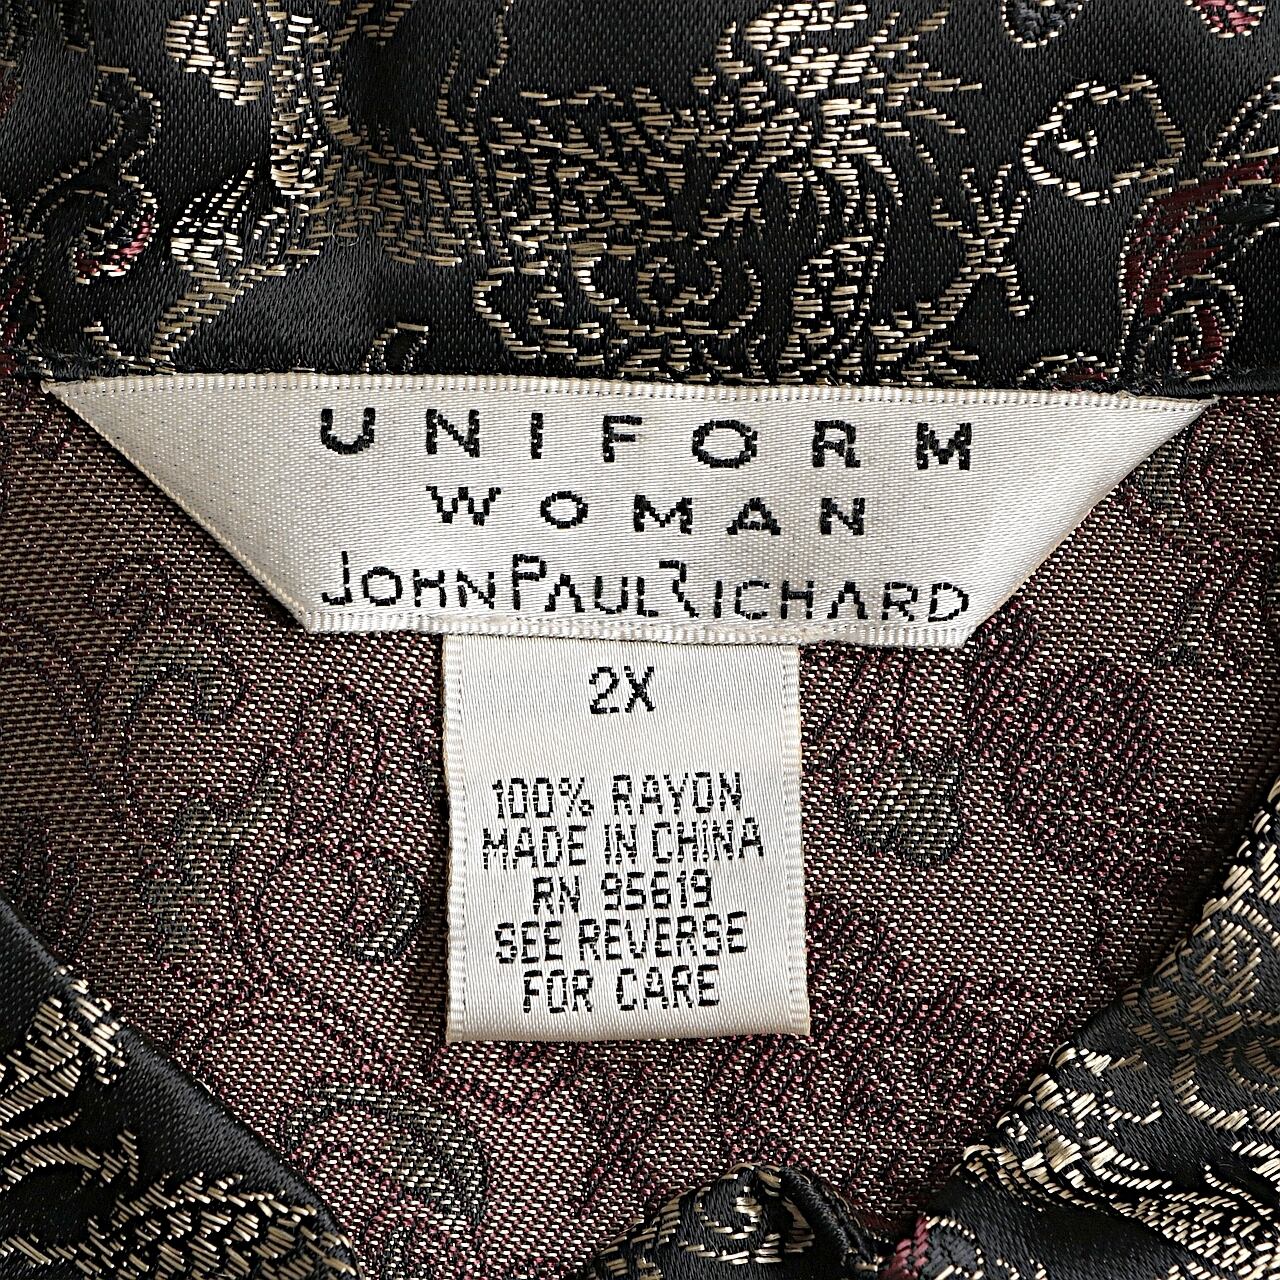 UNIFORM
WOMAN
JOHNPAULRICHARD
2X
100% RAYON
MADE IN CHINA
RN 95619
SEE REVERSE
FOR CARE